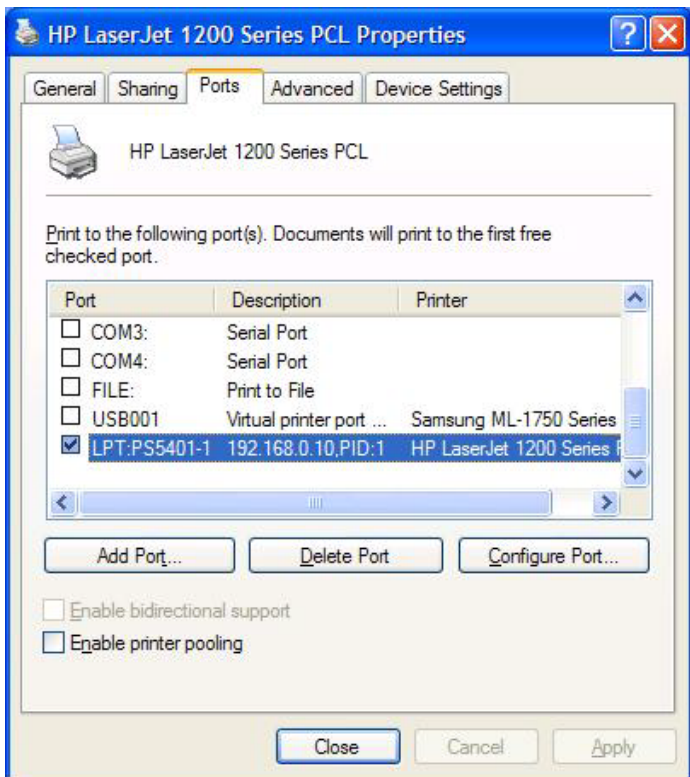 HP LaserJet 1200 Series PCL Properties
General Sharing Ports Advanced Device Settings
HP LaserJet 1200 Series PCL
Print to the following port(s). Documents will print to the first free
checked port.
Port Description Printer
COM3: Serial Port
COM4: Serial Port
FILE: Print to File
USB001 Virtual printer port ... Samsung ML-1750 Series
LPT:PS5401-1 192.168.0.10,PID:1 HP LaserJet 1200 Series P
Add Port... Delete Port Configure Port...
Enable bidirectional support
Enable printer pooling
Close Cancel Apply